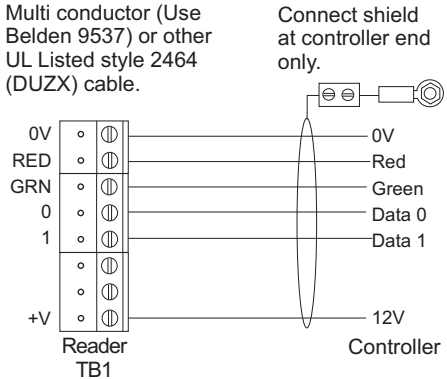 Multi conductor (Use
Belden 9537) or other
UL Listed style 2464
(DUZX) cable.
Connect shield
at controller end
only.
0V
RED
GRN
0
1
+V
Reader
TB1
0V
Red
Green
Data 0
Data 1
12V
Controller